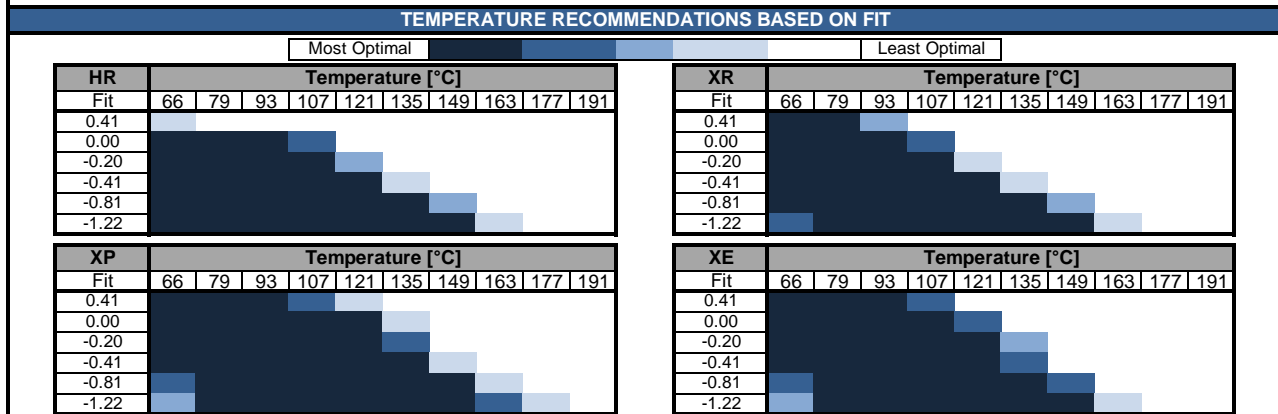 TEMPERATURE RECOMMENDATIONS BASED ON FIT
Most Optimal Least Optimal
HR Temperature [°C]
Fit 66 79 93 107 121 135 149 163 177 191
0.41
0.00
-0.20
-0.41
-0.81
-1.22
XR Temperature [°C]
Fit 66 79 93 107 121 135 149 163 177 191
0.41
0.00
-0.20
-0.41
-0.81
-1.22
XP Temperature [°C]
Fit 66 79 93 107 121 135 149 163 177 191
0.41
0.00
-0.20
-0.41
-0.81
-1.22
XE Temperature [°C]
Fit 66 79 93 107 121 135 149 163 177 191
0.41
0.00
-0.20
-0.41
-0.81
-1.22